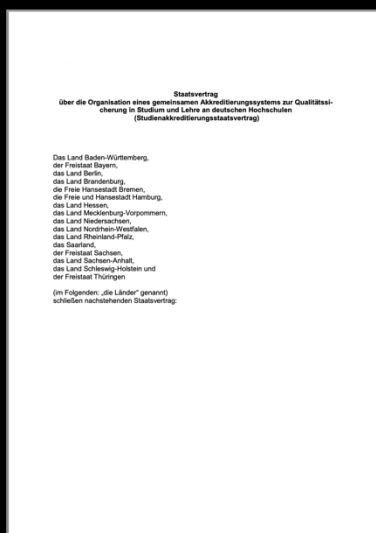 Staatsvertrag
über die Organisation eines gemeinsamen Akkreditierungssystems zur Qualitätssi-
cherung in Studium und Lehre an deutschen Hochschulen
(Studienakkreditierungsstaatsvertrag)
Das Land Baden-Württemberg,
der Freistaat Bayern,
das Land Berlin,
das Land Brandenburg,
die Freie Hansestadt Bremen,
die Freie und Hansestadt Hamburg,
das Land Hessen,
das Land Mecklenburg-Vorpommern,
das Land Niedersachsen,
das Land Nordrhein-Westfalen,
das Land Rheinland-Pfalz,
das Saarland,
der Freistaat Sachsen,
das Land Sachsen-Anhalt,
das Land Schleswig-Holstein und
der Freistaat Thüringen
(im Folgenden: „die Länder“ genannt)
schließen nachstehenden Staatsvertrag: